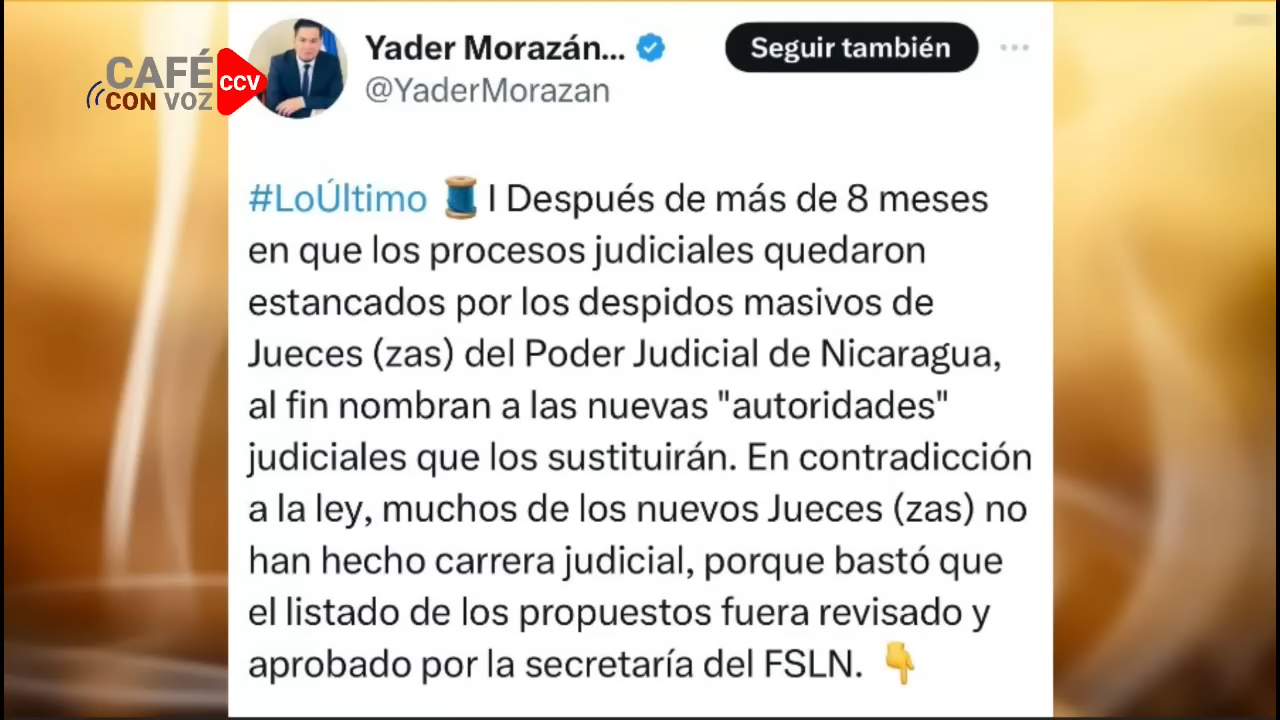 CAFÉ
CON VOZ
CCV
Yader Morazán...
Seguir también
@YaderMorazan
#LoÚltimo 🧵 I Después de más de 8 meses
en que los procesos judiciales quedaron
estancados por los despidos masivos de
Jueces (zas) del Poder Judicial de Nicaragua,
al fin nombran a las nuevas "autoridades"
judiciales que los sustituirán. En contradicción
a la ley, muchos de los nuevos Jueces (zas) no
han hecho carrera judicial, porque bastó que
el listado de los propuestos fuera revisado y
aprobado por la secretaría del FSLN. 👇